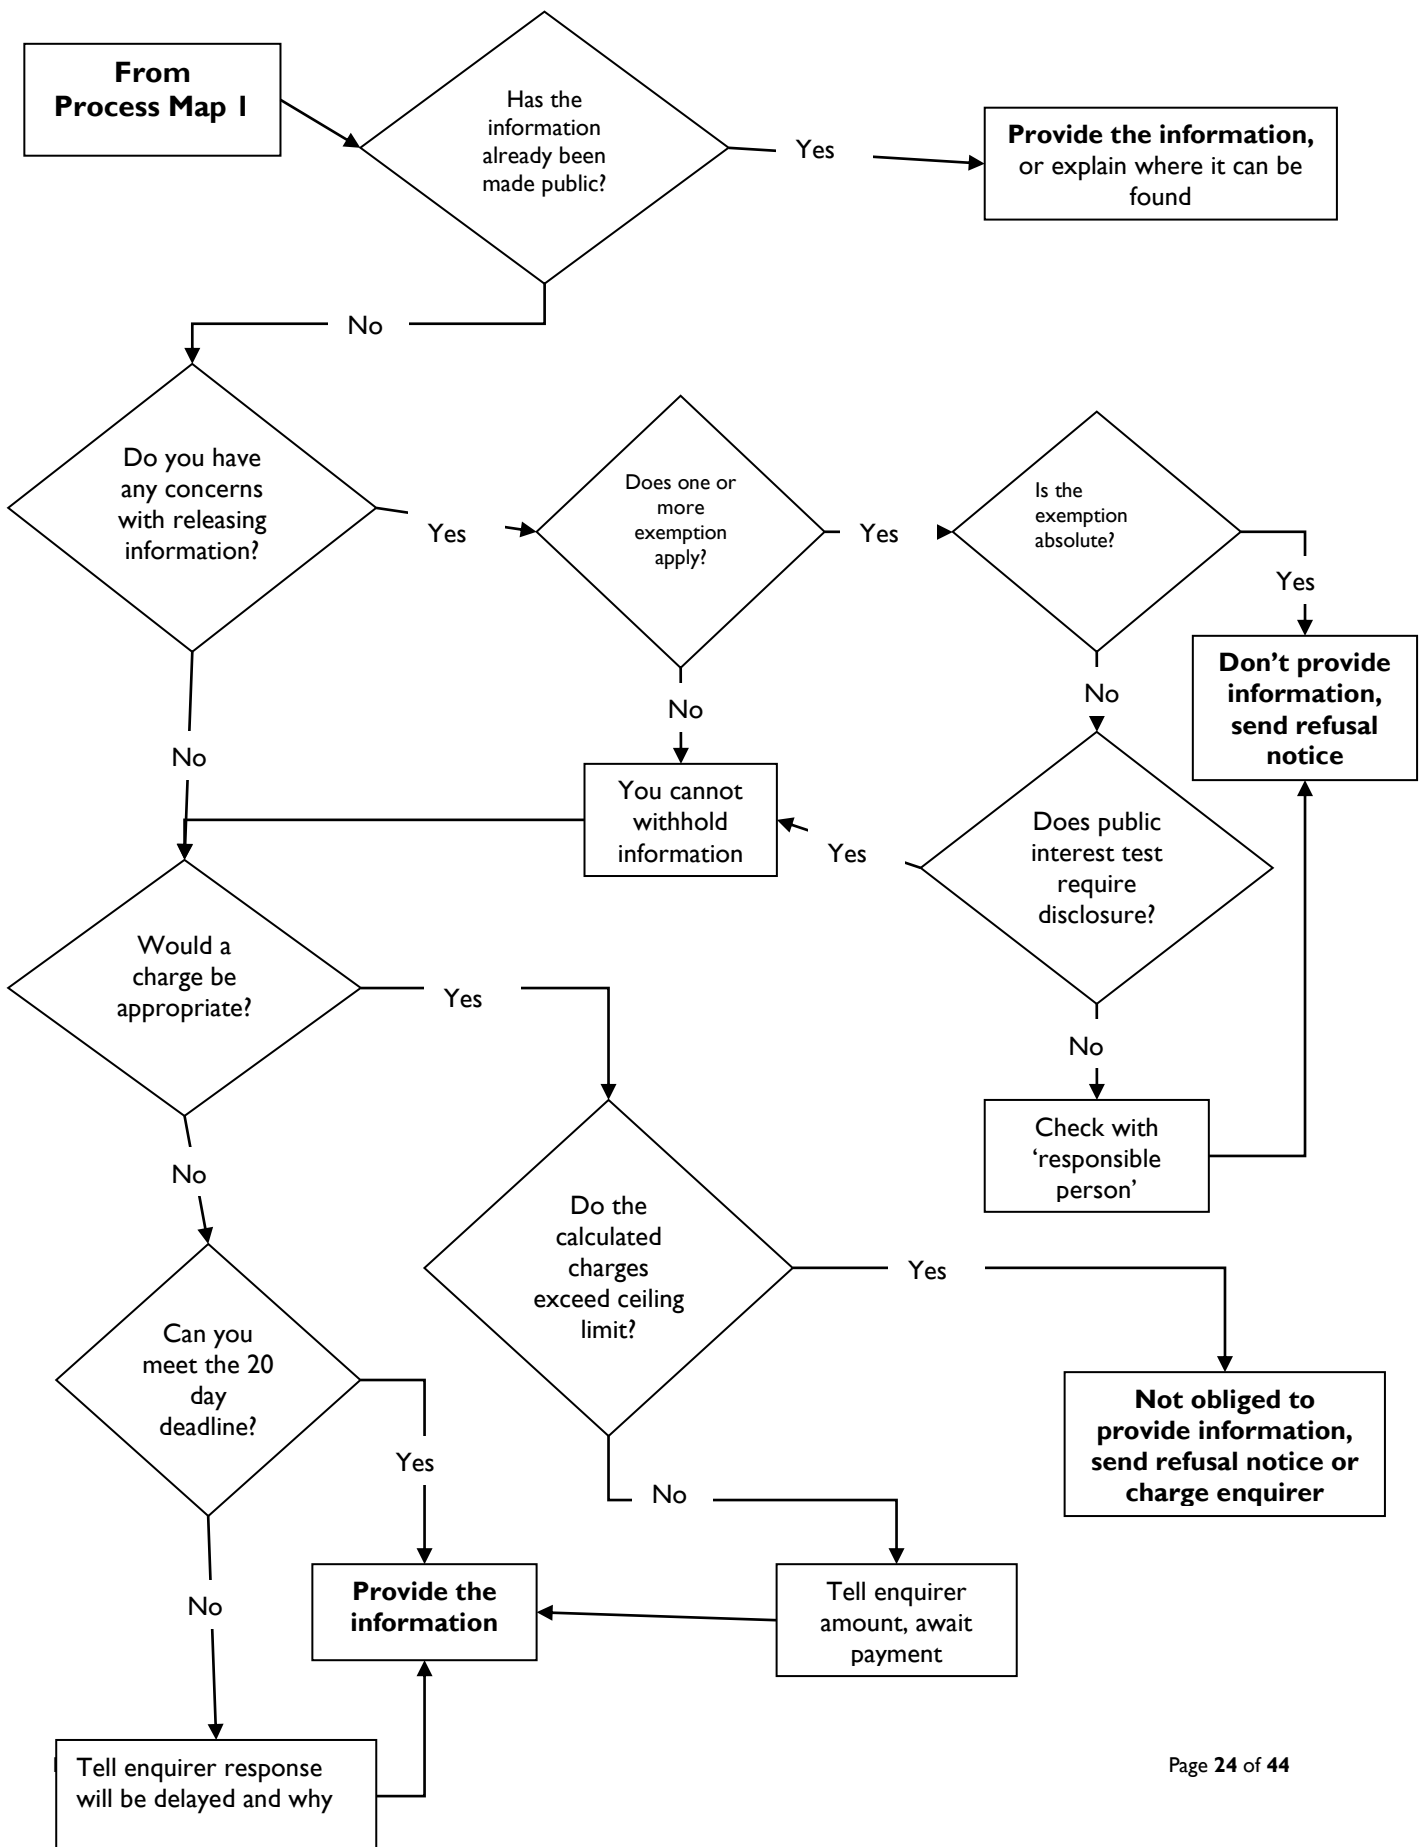 From
Process Map 1
Has the
information
already been
made public?
Yes
Provide the information,
or explain where it can be
found
No
Do you have
any concerns
with releasing
information?
Yes
Does one or
more
exemption
apply?
Yes
Is the
exemption
absolute?
Yes
Don’t provide
information,
send refusal
notice
No
No
No
You cannot
withhold
information
Yes
Does public
interest test
require
disclosure?
Would a
charge be
appropriate?
Yes
No
Check with
‘responsible
person’
No
Do the
calculated
charges
exceed ceiling
limit?
Yes
Can you
meet the 20
day
deadline?
Yes
Not obliged to
provide information,
send refusal notice or
charge enquirer
No
No
Provide the
information
Tell enquirer
amount, await
payment
Tell enquirer response
will be delayed and why
Page 24 of 44